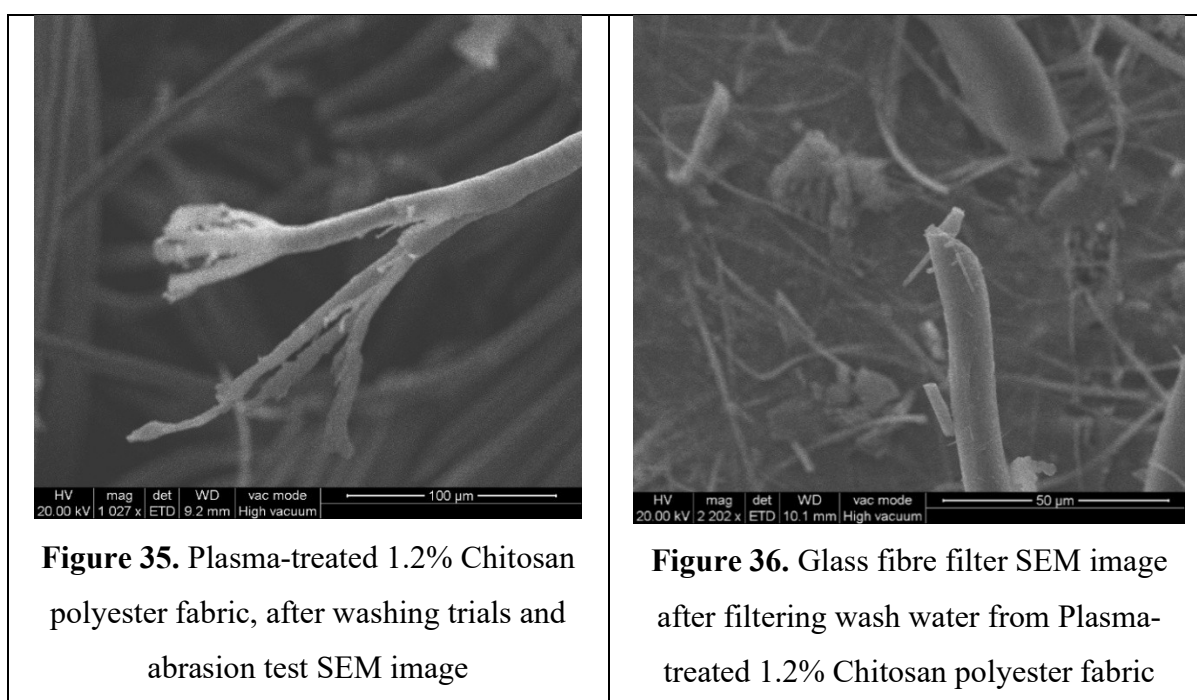 HV mag det WD vac mode 100 µm
20.00 kV 1 027 x ETD 9.2 mm High vacuum
Figure 35. Plasma-treated 1.2% Chitosan
polyester fabric, after washing trials and
abrasion test SEM image
HV mag det WD vac mode 50 µm
20.00 kV 2 202 x ETD 10.1 mm High vacuum
Figure 36. Glass fibre filter SEM image
after filtering wash water from Plasma-
treated 1.2% Chitosan polyester fabric